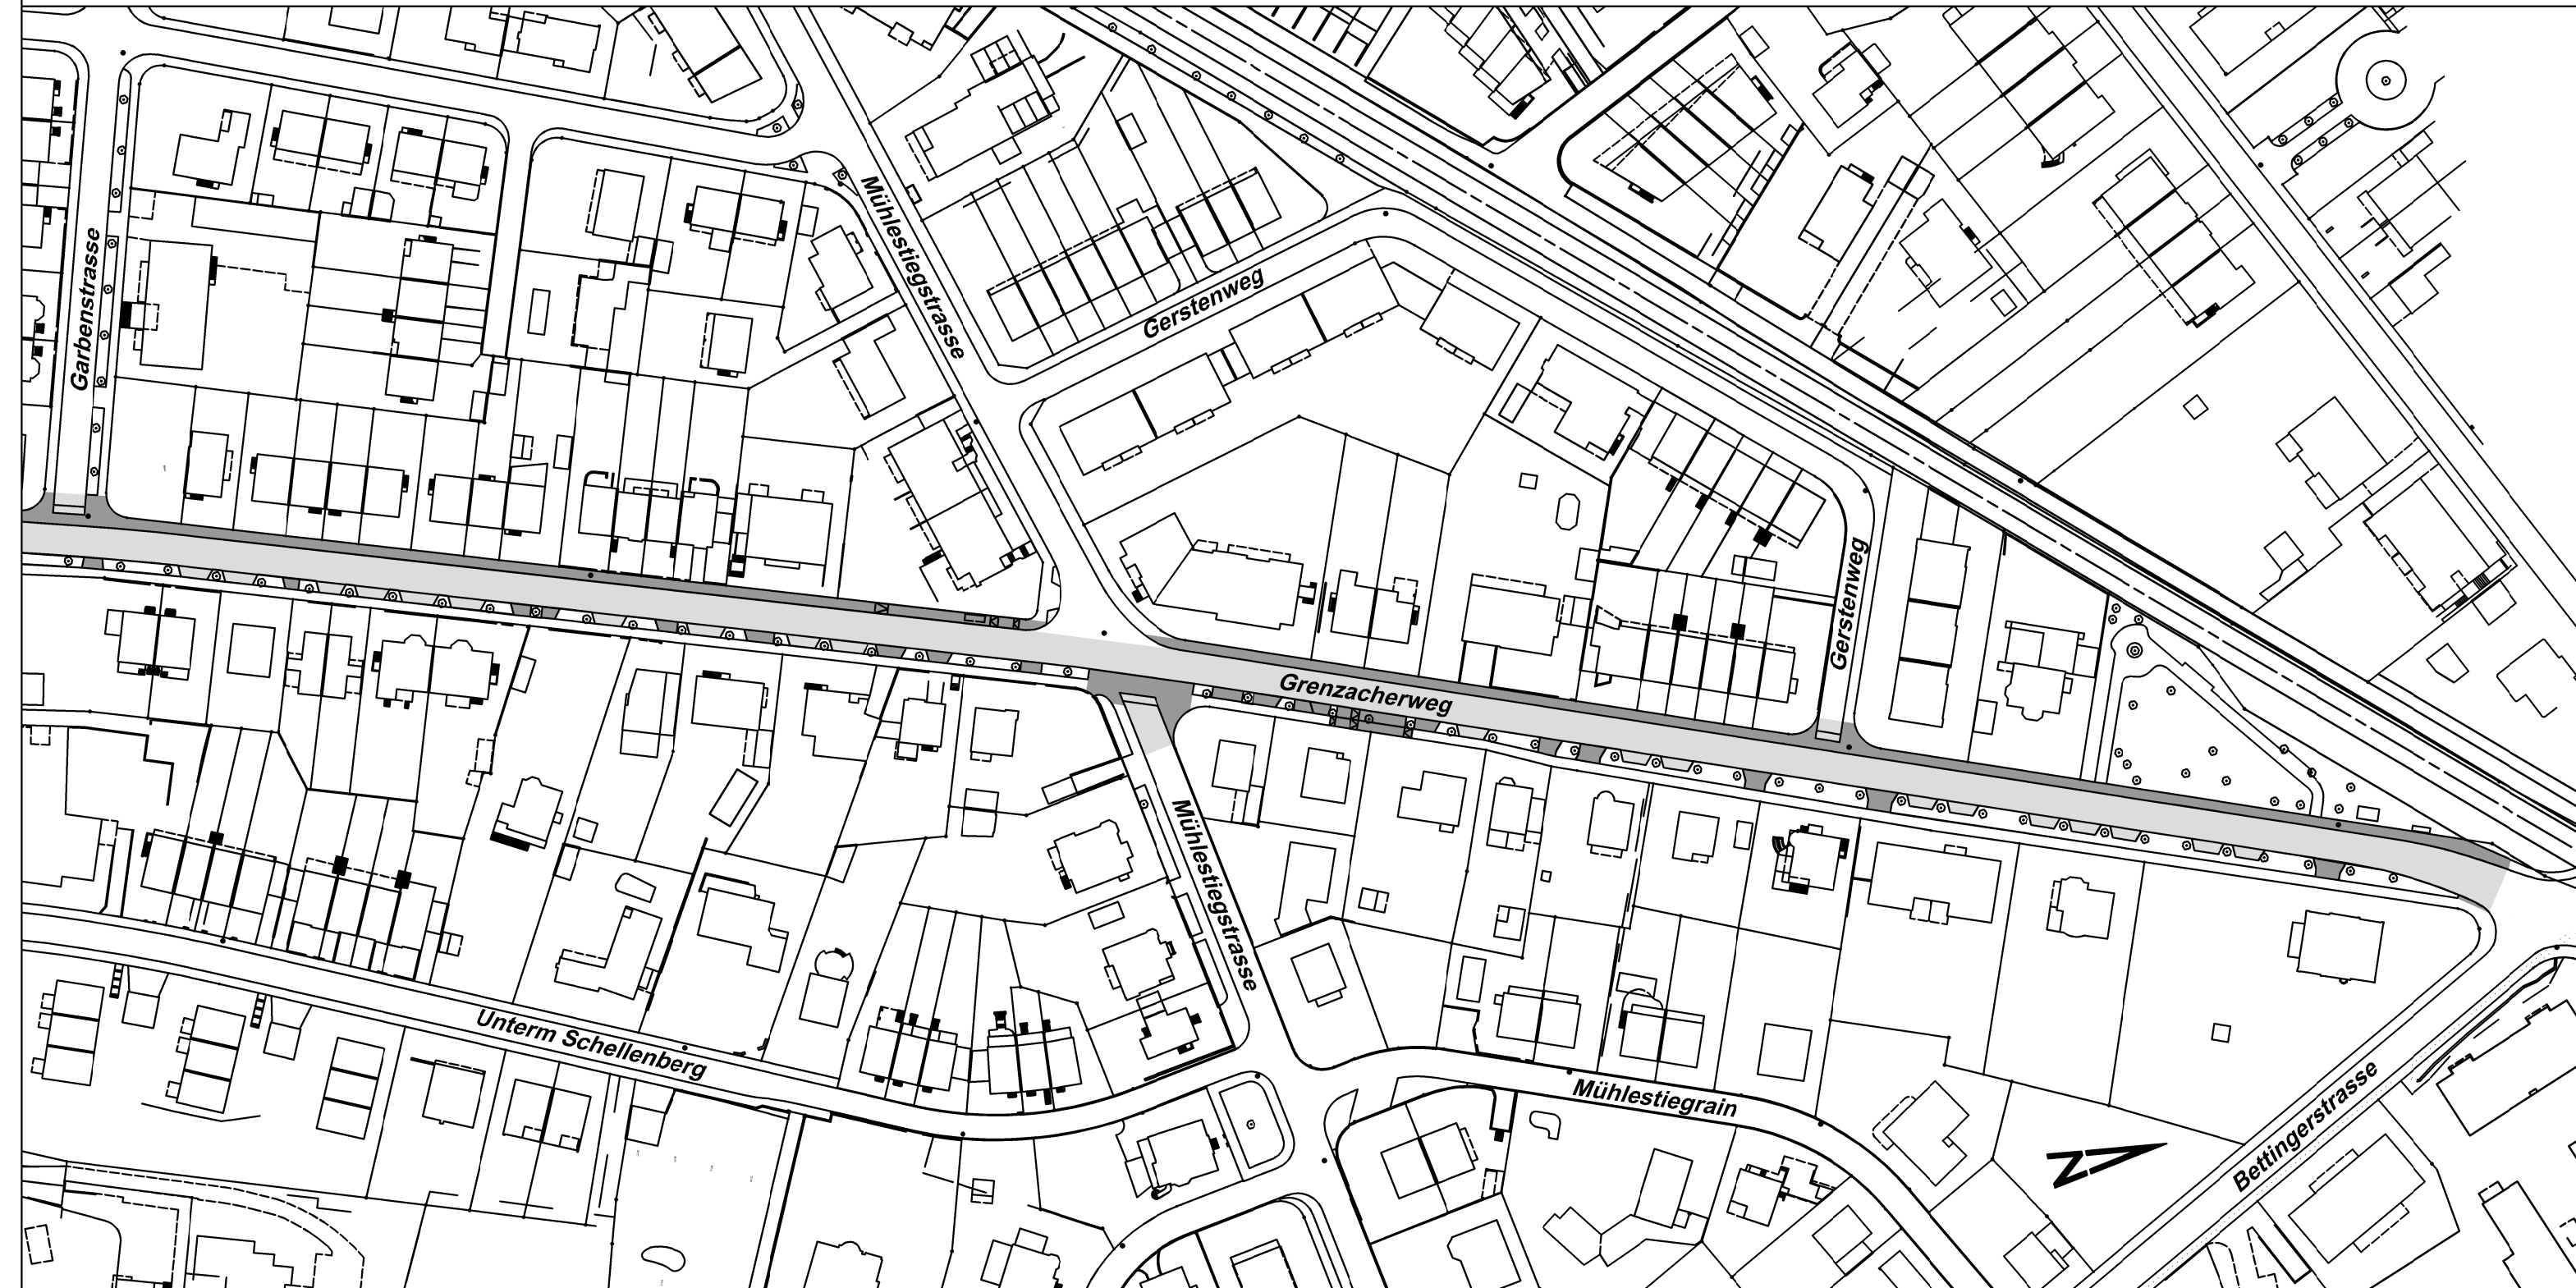 Garbenstrasse
Mühlestiegstrasse
Gerstenweg
Gerstenweg
Grenzacherweg
Mühlestiegstrasse
Unterm Schellenberg
Mühlestiegrain
Bettingerstrasse
N